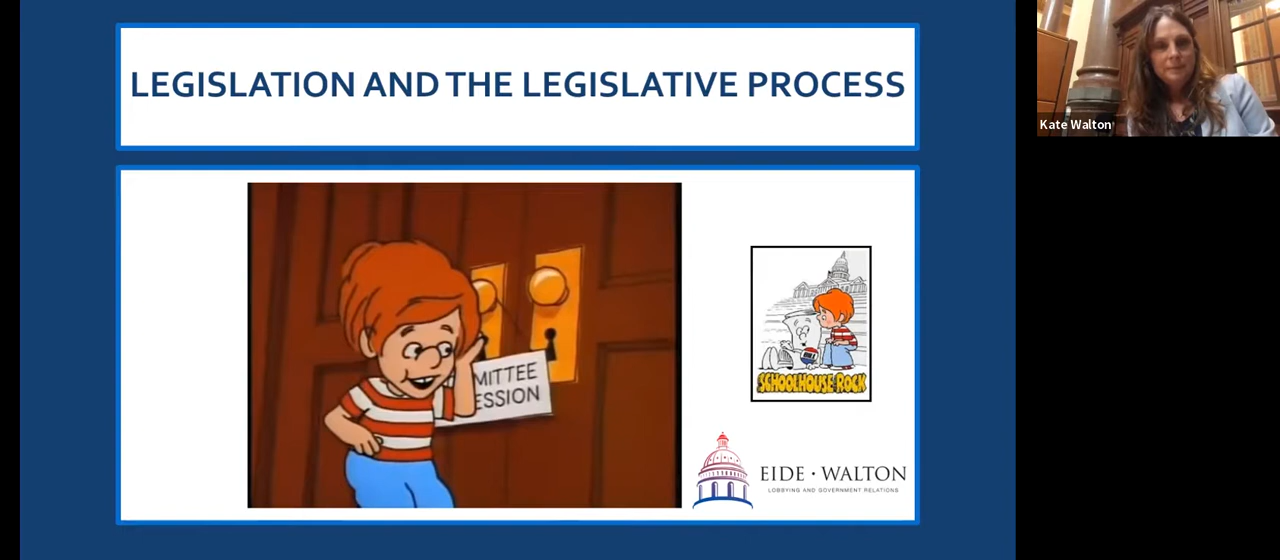 LEGISLATION AND THE LEGISLATIVE PROCESS
Kate Walton
MITTEE
ESSION
SCHOOLHOUSE ROCK
EIDE · WALTON
LOBBYING AND GOVERNMENT RELATIONS